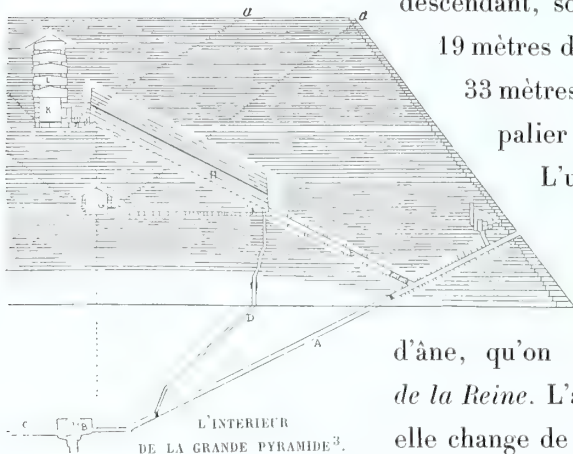 descendant, so
19 mètres d
33 mètres
palier
L'u
d'âne, qu'on
de la Reine. L'a
elle change de
a
a
L
K
H
G
D
A
C
B
L'INTERIEUR
DE LA GRANDE PYRAMIDE³.